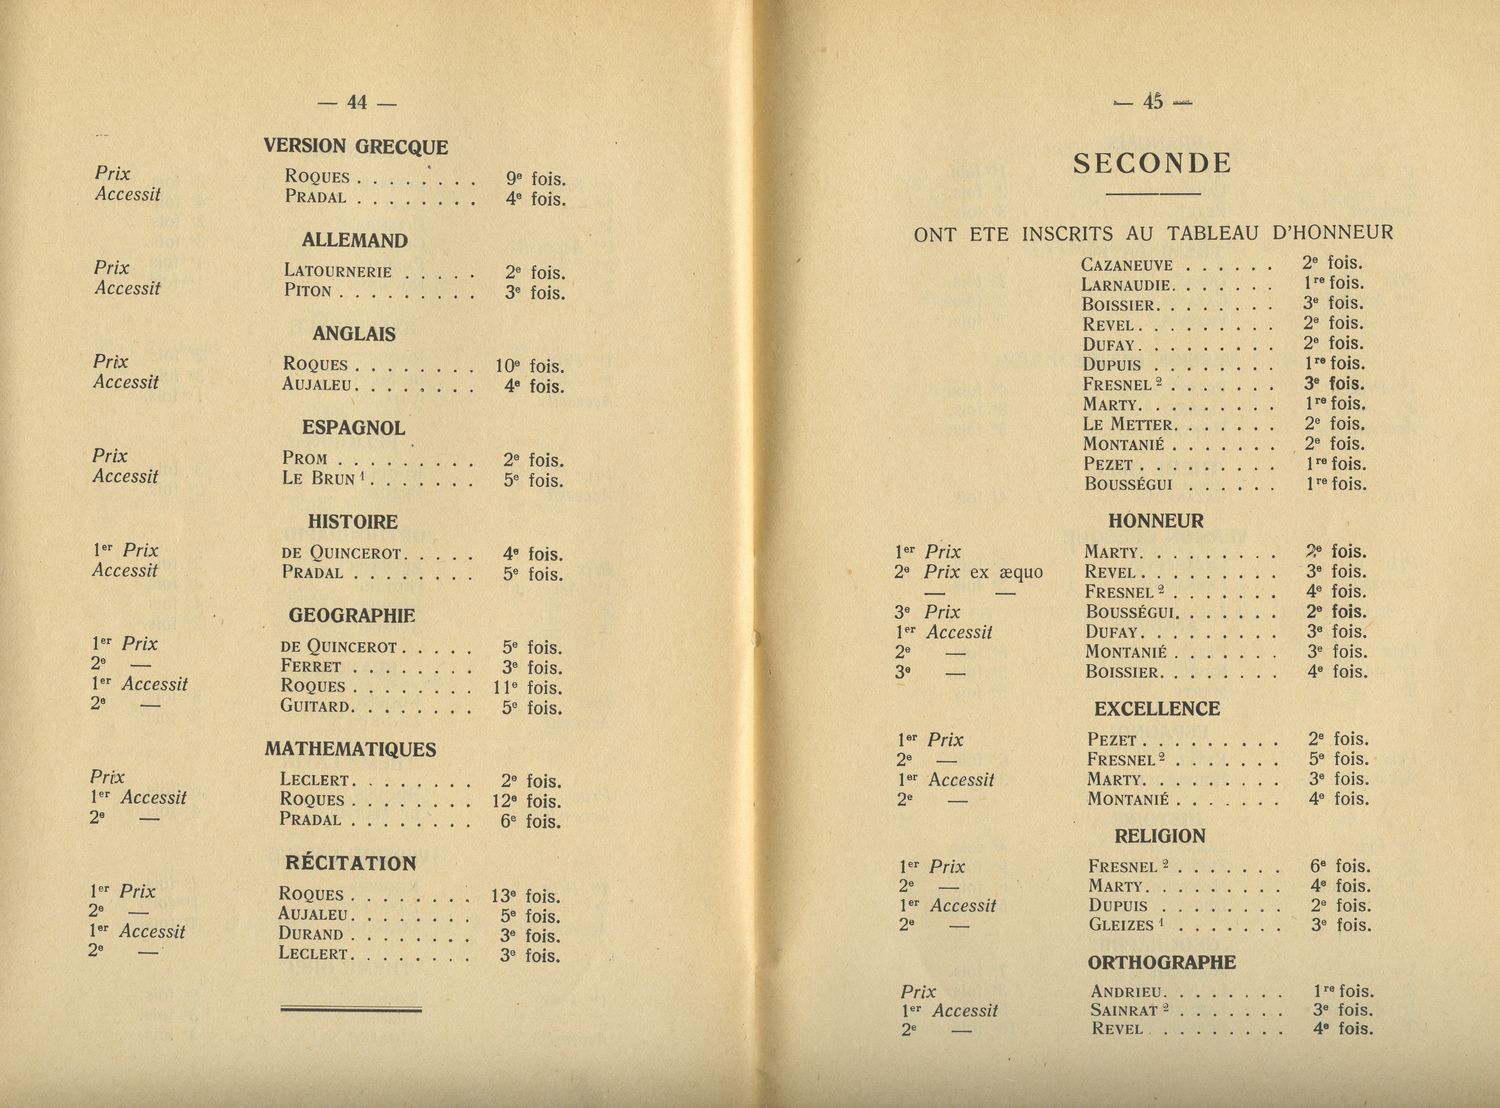 — 44 —
VERSION GRECQUE
Prix ROQUES . . . . . . . . 9e fois.
Accessit PRADAL . . . . . . . . 4e fois.
ALLEMAND
Prix LATOURNERIE . . . . . 2e fois.
Accessit PITON . . . . . . . . . 3e fois.
ANGLAIS
Prix ROQUES . . . . . . . . 10e fois.
Accessit AUJALEU. . . . . . . . 4e fois.
ESPAGNOL
Prix PROM . . . . . . . . . 2e fois.
Accessit LE BRUN 1. . . . . . . 5e fois.
HISTOIRE
1er Prix DE QUINCEROT. . . . . 4e fois.
Accessit PRADAL . . . . . . . . 5e fois.
GEOGRAPHIE
1er Prix DE QUINCEROT. . . . . 5e fois.
2e — FERRET . . . . . . . . 3e fois.
1er Accessit ROQUES . . . . . . . . 11e fois.
2e — GUITARD. . . . . . . . 5e fois.
MATHEMATIQUES
Prix LECLERT. . . . . . . . 2e fois.
1er Accessit ROQUES . . . . . . . . 12e fois.
2e — PRADAL . . . . . . . . 6e fois.
RÉCITATION
1er Prix ROQUES . . . . . . . . 13e fois.
2e — AUJALEU. . . . . . . . 5e fois.
1er Accessit DURAND . . . . . . . . 3e fois.
2e — LECLERT. . . . . . . . 3e fois.
— 45 —
SECONDE
ONT ETE INSCRITS AU TABLEAU D'HONNEUR
CAZANEUVE . . . . . . 2e fois.
LARNAUDIE. . . . . . . 1re fois.
BOISSIER. . . . . . . . 3e fois.
REVEL. . . . . . . . . 2e fois.
DUFAY. . . . . . . . . 2e fois.
DUPUIS . . . . . . . . 1re fois.
FRESNEL 2 . . . . . . . 3e fois.
MARTY. . . . . . . . . 1re fois.
LE METTER. . . . . . . 2e fois.
MONTANIÉ . . . . . . . 2e fois.
PEZET . . . . . . . . . 1re fois.
BOUSSÉGUI . . . . . . 1re fois.
HONNEUR
1er Prix MARTY. . . . . . . . . 2e fois.
2e Prix ex æquo REVEL. . . . . . . . . 3e fois.
— — FRESNEL 2 . . . . . . . 4e fois.
3e Prix BOUSSÉGUI. . . . . . . 2e fois.
1er Accessit DUFAY. . . . . . . . . 3e fois.
2e — MONTANIÉ . . . . . . . 3e fois.
3e — BOISSIER. . . . . . . . 4e fois.
EXCELLENCE
1er Prix PEZET . . . . . . . . . 2e fois.
2e — FRESNEL 2 . . . . . . . 5e fois.
1er Accessit MARTY. . . . . . . . . 3e fois.
2e — MONTANIÉ . . . . . . . 4e fois.
RELIGION
1er Prix FRESNEL 2 . . . . . . . 6e fois.
2e — MARTY. . . . . . . . . 4e fois.
1er Accessit DUPUIS . . . . . . . . 2e fois.
2e — GLEIZES 1 . . . . . . . 3e fois.
ORTHOGRAPHE
Prix ANDRIEU. . . . . . . . 1re fois.
1er Accessit SAINRAT 2 . . . . . . . 3e fois.
2e — REVEL . . . . . . . . . 4e fois.